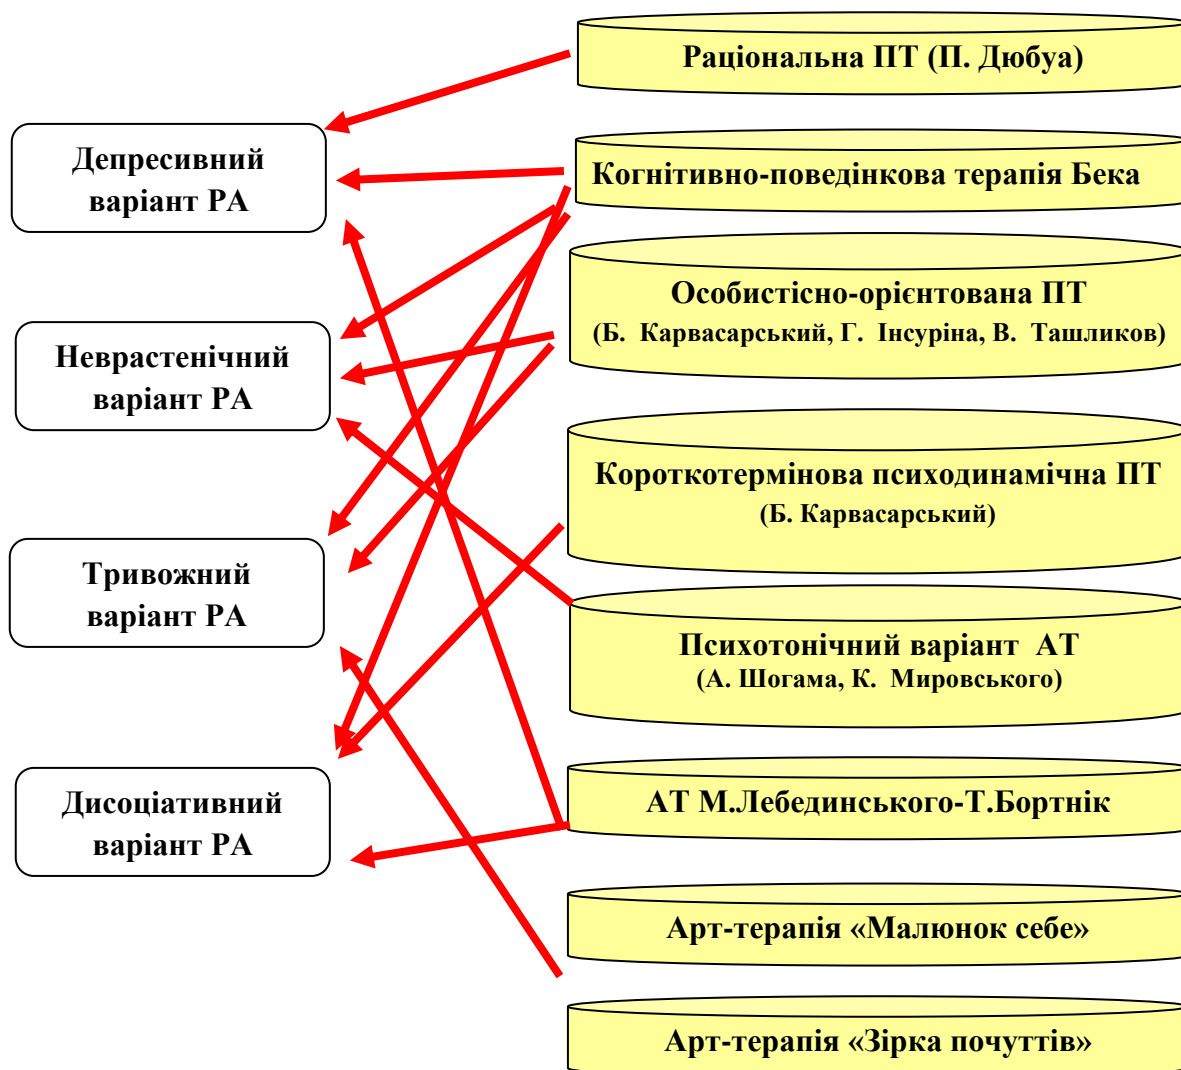 Раціональна ПТ (П. Дюбуа)
Депресивний
варіант РА
Когнітивно-поведінкова терапія Бека
Особистісно-орієнтована ПТ
(Б. Карвасарський, Г. Інсуріна, В. Ташликов)
Неврастенічний
варіант РА
Короткотермінова психодинамічна ПТ
(Б. Карвасарський)
Тривожний
варіант РА
Психотонічний варіант АТ
(А. Шогама, К. Мировського)
Дисоціативний
варіант РА
АТ М.Лебединського-Т.Бортнік
Арт-терапія «Малюнок себе»
Арт-терапія «Зірка почуттів»